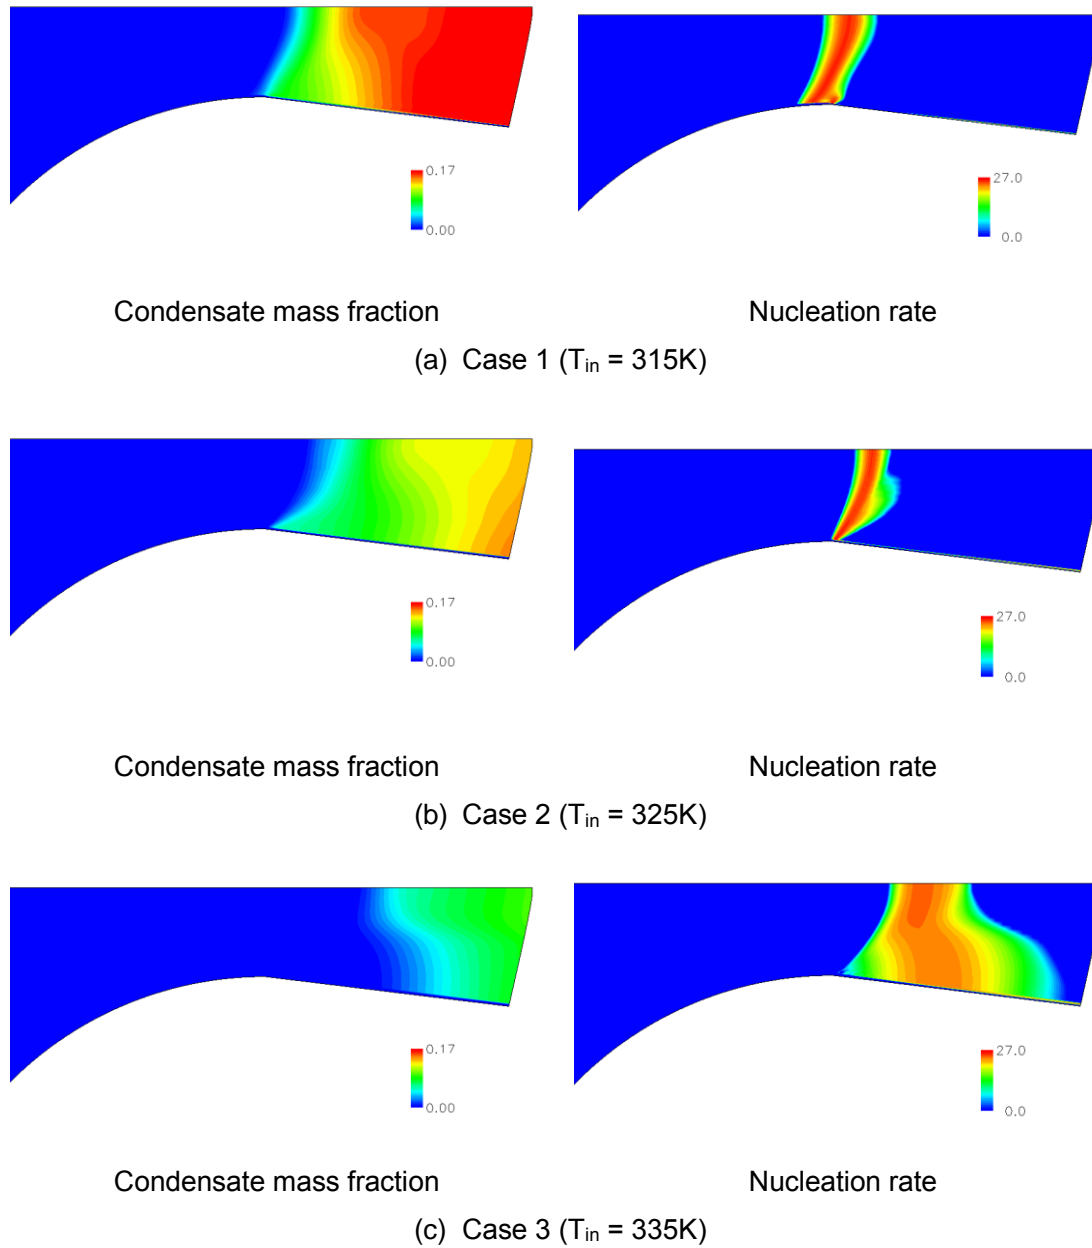 0.17
0.00
27.0
0.0
Condensate mass fraction
Nucleation rate
(a) Case 1 (Tin = 315K)
0.17
0.00
27.0
0.0
Condensate mass fraction
Nucleation rate
(b) Case 2 (Tin = 325K)
0.17
0.00
27.0
0.0
Condensate mass fraction
Nucleation rate
(c) Case 3 (Tin = 335K)